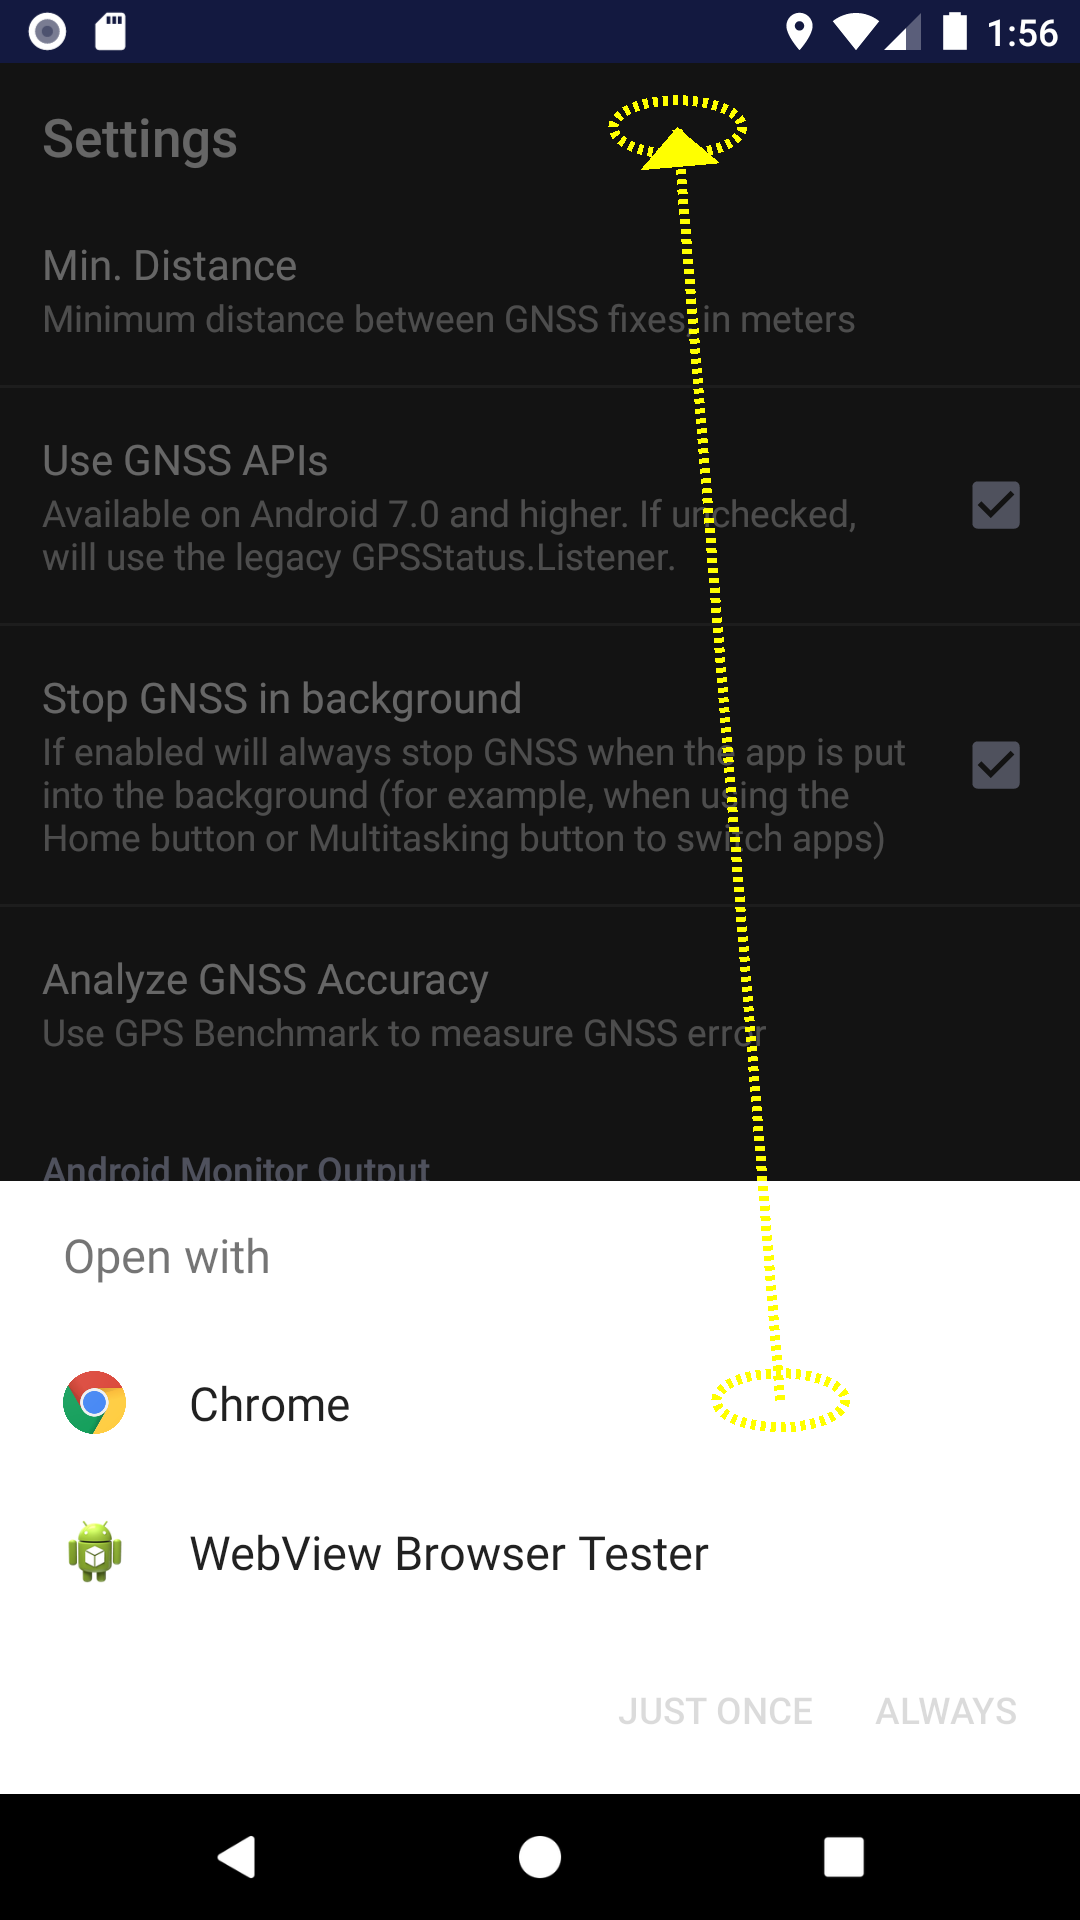 1:56
Settings
Min. Distance
Minimum distance between GNSS fixes, in meters
Use GNSS APIs
Available on Android 7.0 and higher. If unchecked,
will use the legacy GPSStatus.Listener.
Stop GNSS in background
If enabled will always stop GNSS when the app is put
into the background (for example, when using the
Home button or Multitasking button to switch apps)
Analyze GNSS Accuracy
Use GPS Benchmark to measure GNSS error
Android Monitor Output
Open with
Chrome
WebView Browser Tester
JUST ONCE ALWAYS